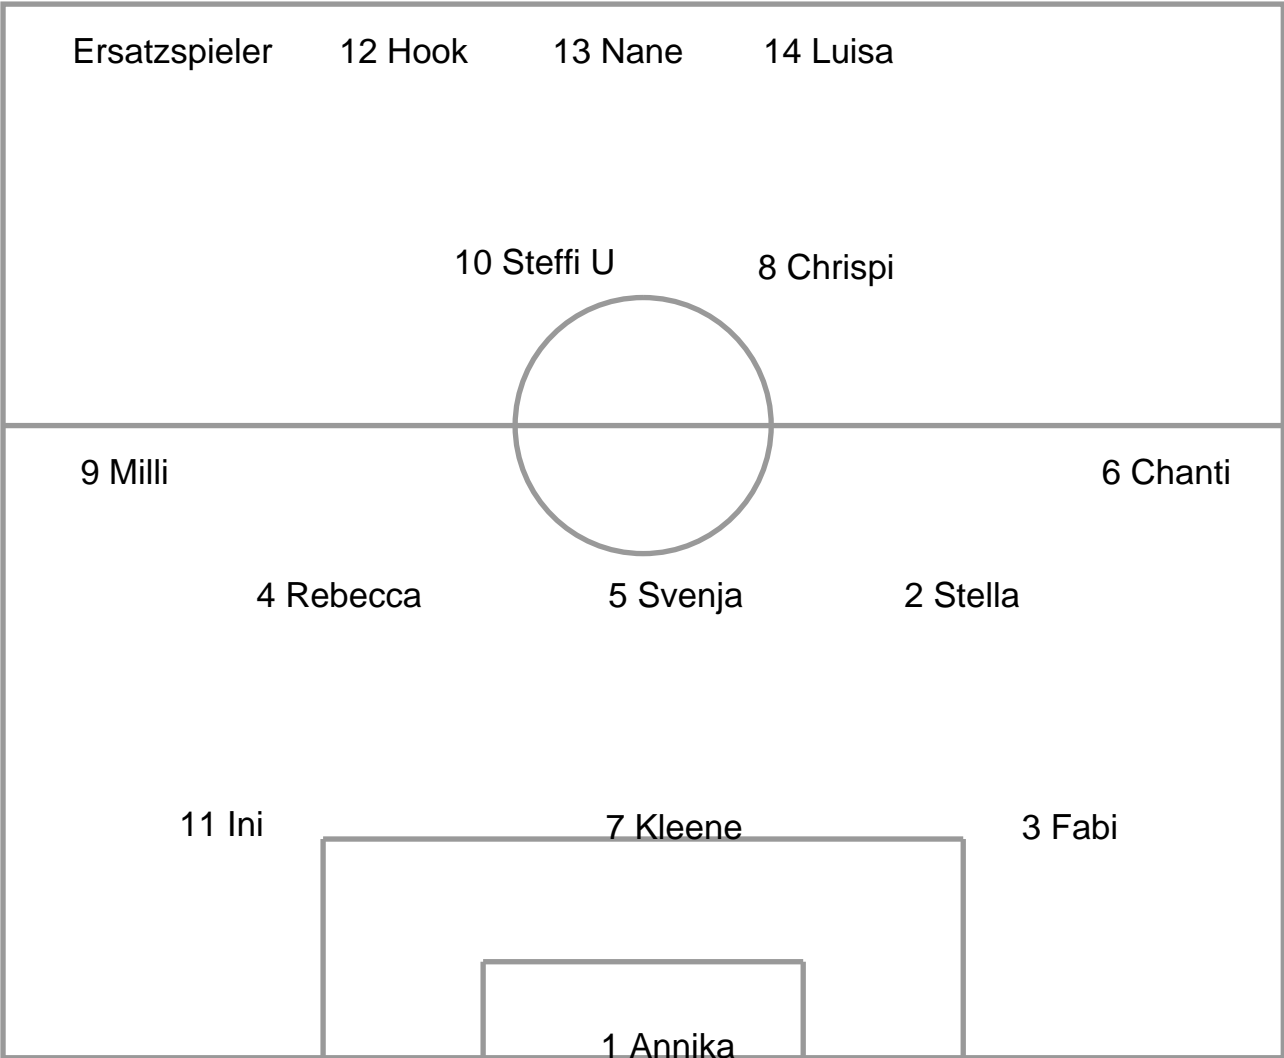 Ersatzspieler 12 Hook 13 Nane 14 Luisa
10 Steffi U 8 Chrispi
9 Milli 6 Chanti
4 Rebecca 5 Svenja 2 Stella
11 Ini 7 Kleene 3 Fabi
1 Annika